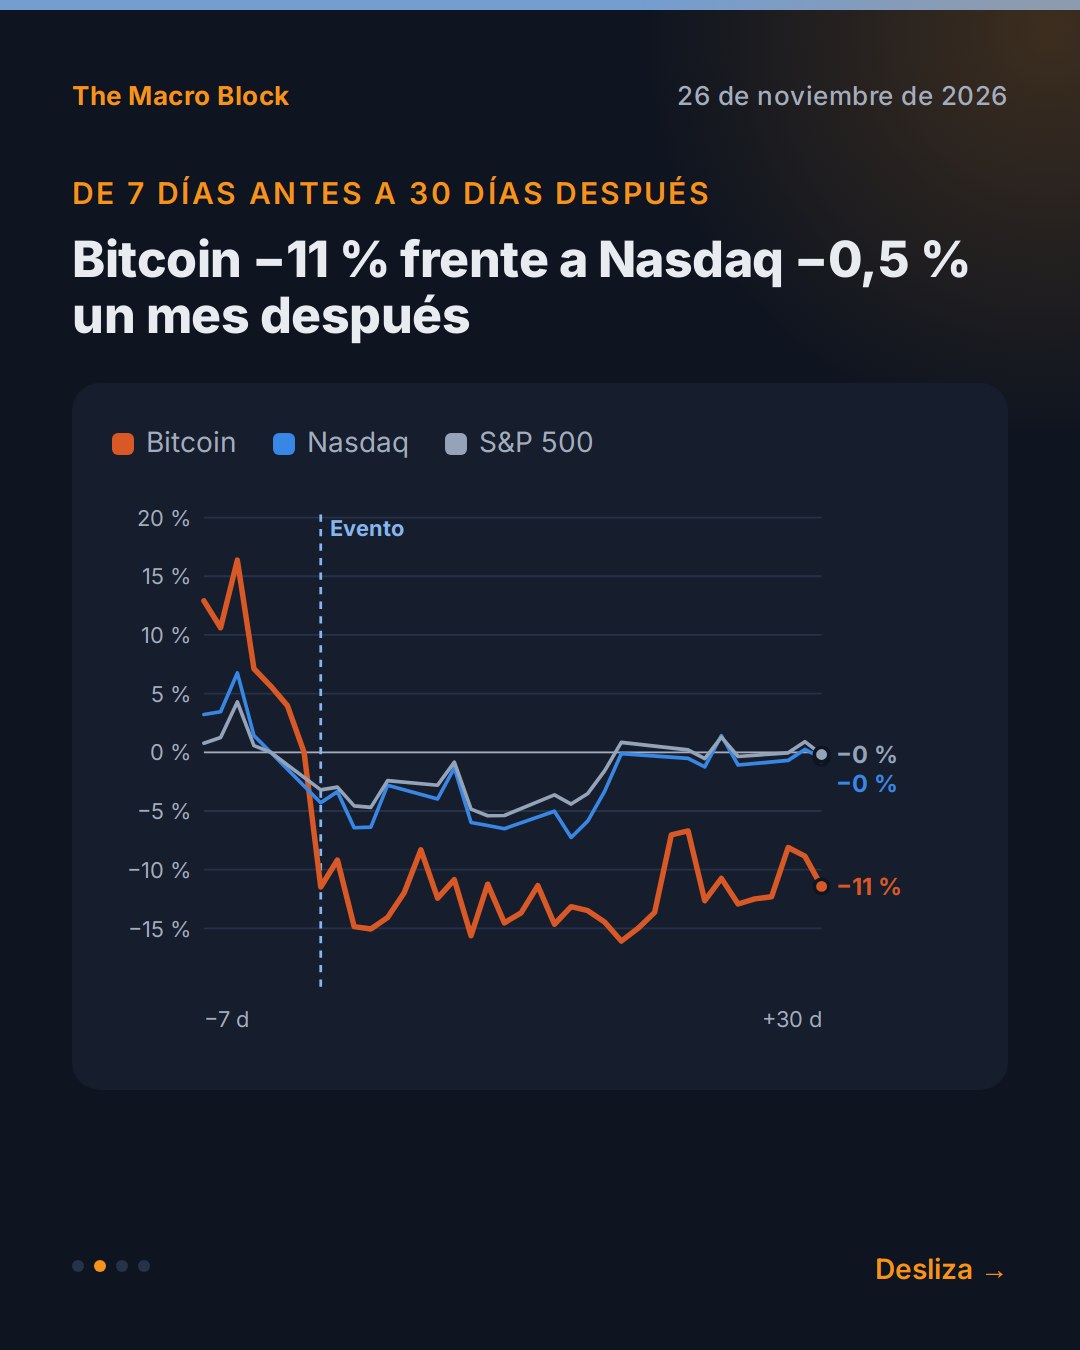 The Macro Block
26 de noviembre de 2026
DE 7 DÍAS ANTES A 30 DÍAS DESPUÉS
Bitcoin −11 % frente a Nasdaq −0,5 %
un mes después
Bitcoin
Nasdaq
S&P 500
20 %
Evento
15 %
10 %
5 %
0 %
−0 %
−0 %
−5 %
−10 %
−11 %
−15 %
−7 d
+30 d
Desliza →